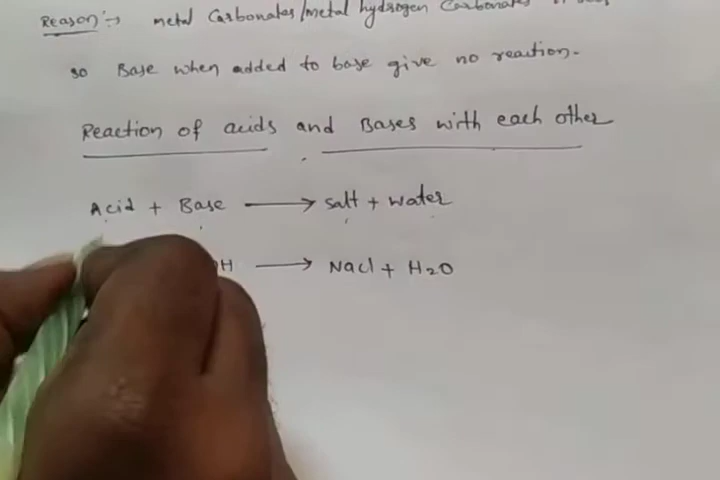 Reason :→ metal Carbonates/metal hydrogen Carbonates
so Base when added to base give no reaction.
Reaction of acids and Bases with each other
Acid + Base → salt + water
OH → NaCl + H2O